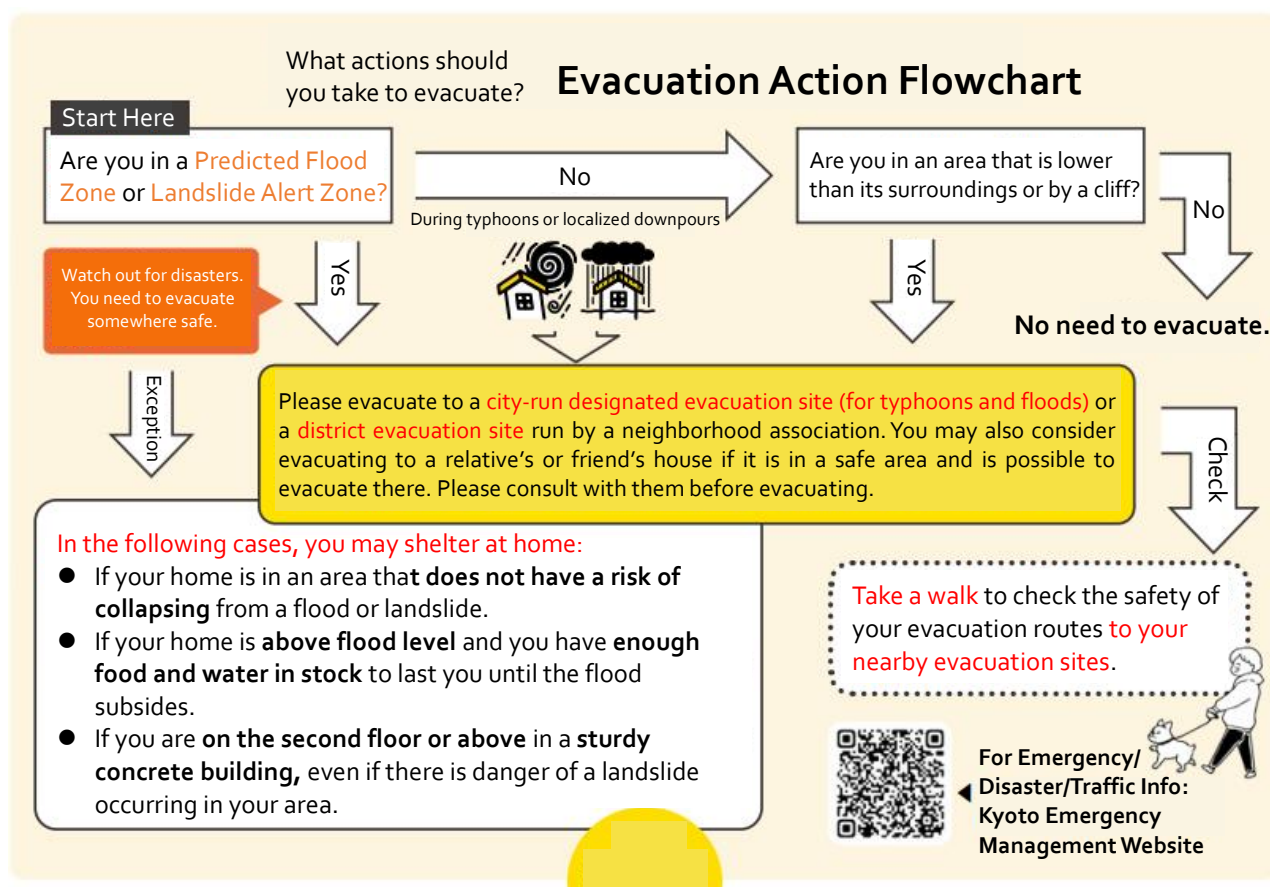 What actions should
you take to evacuate?
Evacuation Action Flowchart
Start Here
Are you in a Predicted Flood
Zone or Landslide Alert Zone?
No
During typhoons or localized downpours
Are you in an area that is lower
than its surroundings or by a cliff?
No
Watch out for disasters.
You need to evacuate
somewhere safe.
Yes
Yes
No need to evacuate.
Exception
Please evacuate to a city-run designated evacuation site (for typhoons and floods) or
a district evacuation site run by a neighborhood association. You may also consider
evacuating to a relative's or friend's house if it is in a safe area and is possible to
evacuate there. Please consult with them before evacuating.
Check
In the following cases, you may shelter at home:
● If your home is in an area that does not have a risk of
collapsing from a flood or landslide.
● If your home is above flood level and you have enough
food and water in stock to last you until the flood
subsides.
● If you are on the second floor or above in a sturdy
concrete building, even if there is danger of a landslide
occurring in your area.
Take a walk to check the safety of
your evacuation routes to your
nearby evacuation sites.
For Emergency/
Disaster/Traffic Info:
Kyoto Emergency
Management Website